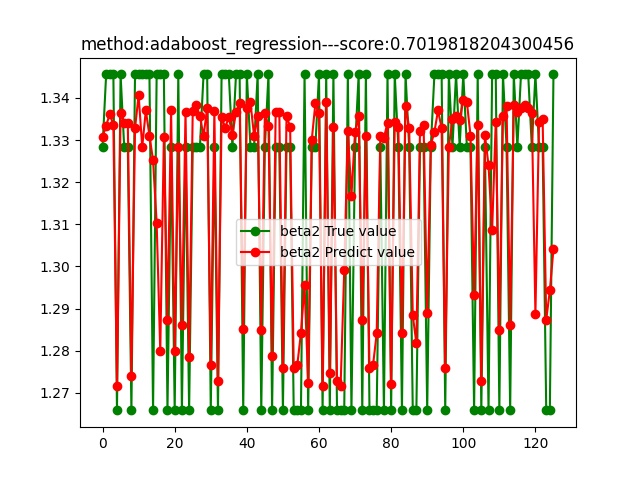 method:adaboost_regression---score:0.7019818204300456
1.34
1.33
1.32
1.31
1.30
1.29
1.28
1.27
beta2 True value
beta2 Predict value
0 20 40 60 80 100 120